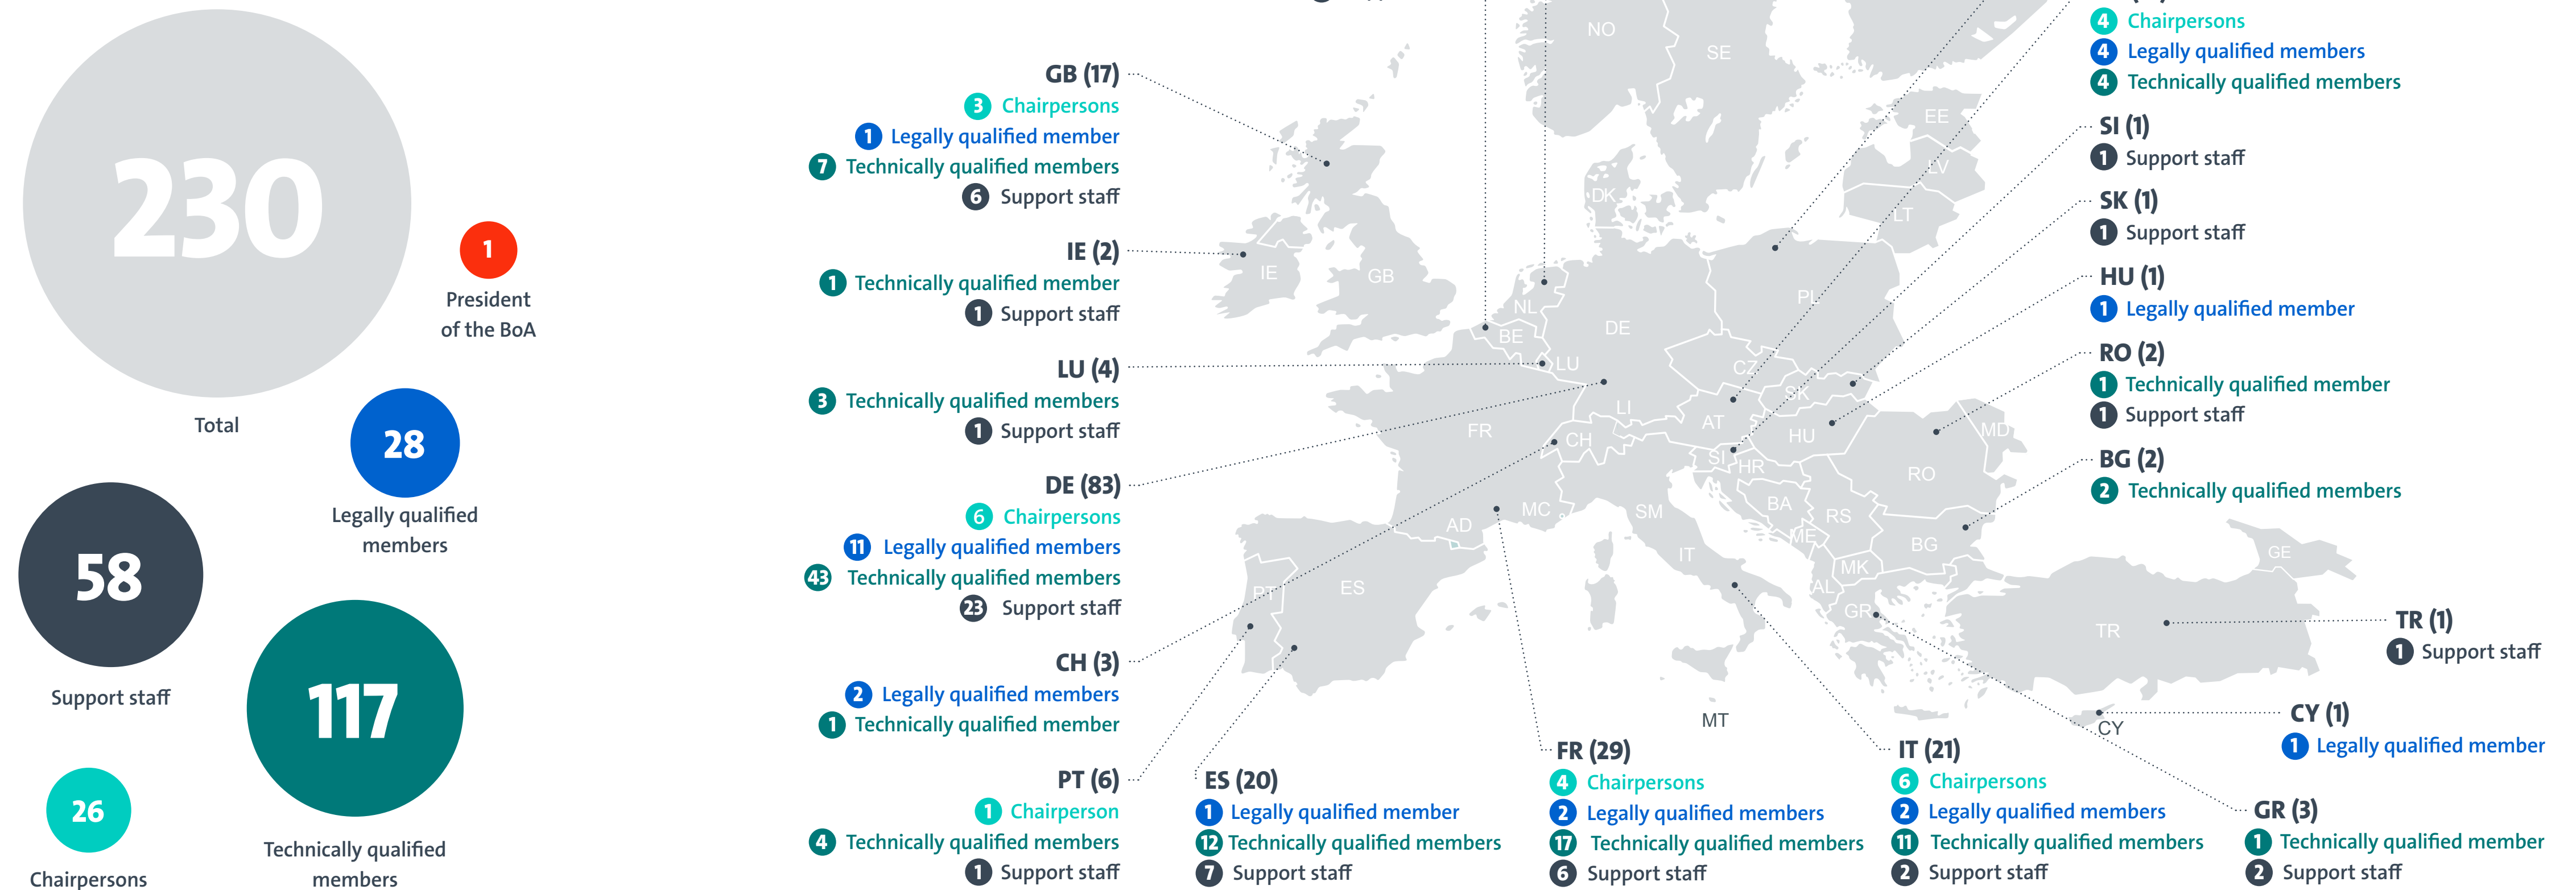 230
Total
1
President
of the BoA
28
Legally qualified
members
58
Support staff
117
Technically qualified
members
26
Chairpersons
GB (17)
3 Chairpersons
1 Legally qualified member
7 Technically qualified members
6 Support staff
IE (2)
1 Technically qualified member
1 Support staff
LU (4)
3 Technically qualified members
1 Support staff
DE (83)
6 Chairpersons
11 Legally qualified members
43 Technically qualified members
23 Support staff
CH (3)
2 Legally qualified members
1 Technically qualified member
PT (6)
1 Chairperson
4 Technically qualified members
1 Support staff
ES (20)
1 Legally qualified member
12 Technically qualified members
7 Support staff
FR (29)
4 Chairpersons
2 Legally qualified members
17 Technically qualified members
6 Support staff
IT (21)
6 Chairpersons
2 Legally qualified members
11 Technically qualified members
2 Support staff
GR (3)
1 Technically qualified member
2 Support staff
CY (1)
1 Legally qualified member
TR (1)
1 Support staff
4 Chairpersons
4 Legally qualified members
4 Technically qualified members
SI (1)
1 Support staff
SK (1)
1 Support staff
HU (1)
1 Legally qualified member
RO (2)
1 Technically qualified member
1 Support staff
BG (2)
2 Technically qualified members
NO
SE
EE
LV
LT
DK
IE
GB
NL
BE
LU
DE
PL
CZ
SK
LI
AT
HU
MD
FR
CH
SI
HR
RO
MC
SM
BA
RS
AD
IT
ME
BG
MK
AL
GE
PT
ES
GR
TR
MT
CY